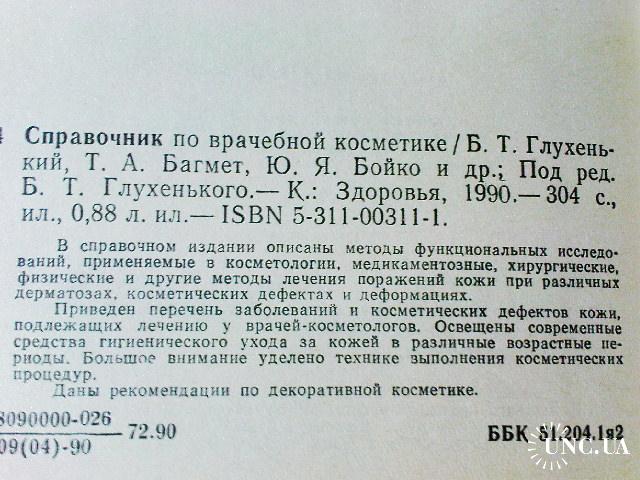 4 Справочник по врачебной косметике / Б. Т. Глухень-
кий, Т. А. Багмет, Ю. Я. Бойко и др.; Под ред.
Б. Т. Глухенького.— К.: Здоровья, 1990.— 304 с.,
ил., 0,88 л. ил.— ISBN 5-311-00311-1.
В справочном издании описаны методы функциональных исследо-
ваний, применяемые в косметологии, медикаментозные, хирургические,
физические и другие методы лечения поражений кожи при различных
дерматозах, косметических дефектах и деформациях.
Приведен перечень заболеваний и косметических дефектов кожи,
подлежащих лечению у врачей-косметологов. Освещены современные
средства гигиенического ухода за кожей в различные возрастные пе-
риоды. Большое внимание уделено технике выполнения косметических
процедур.
Даны рекомендации по декоративной косметике.
8090000-026
09(04)-90
—72.90
ББК 51.204.1я2
UNC.UA